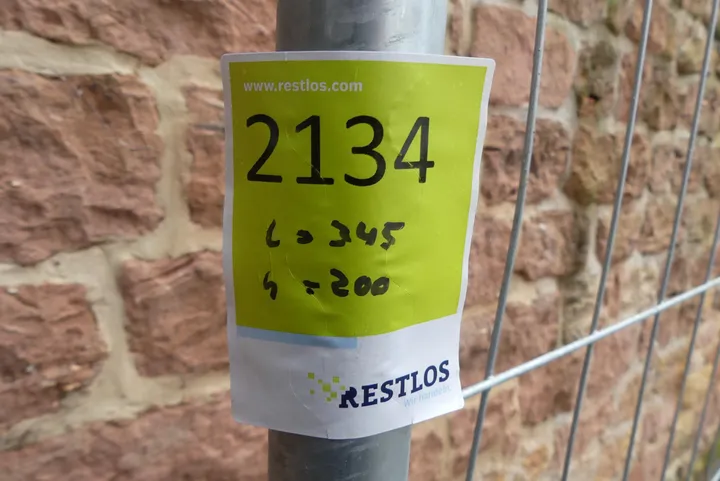 www.restlos.com
2134
L = 345
h = 200
RESTLOS